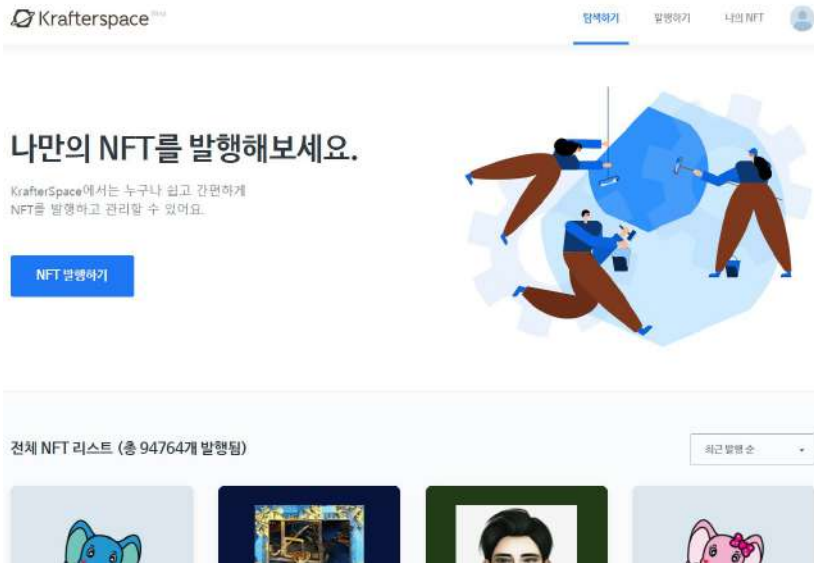 Krafterspace Beta
탐색하기
발행하기
나의 NFT
나만의 NFT를 발행해보세요.
KrafterSpace에서는 누구나 쉽고 간편하게
NFT를 발행하고 관리할 수 있어요.
NFT 발행하기
전체 NFT 리스트 (총 94764개 발행됨)
최근 발행 순